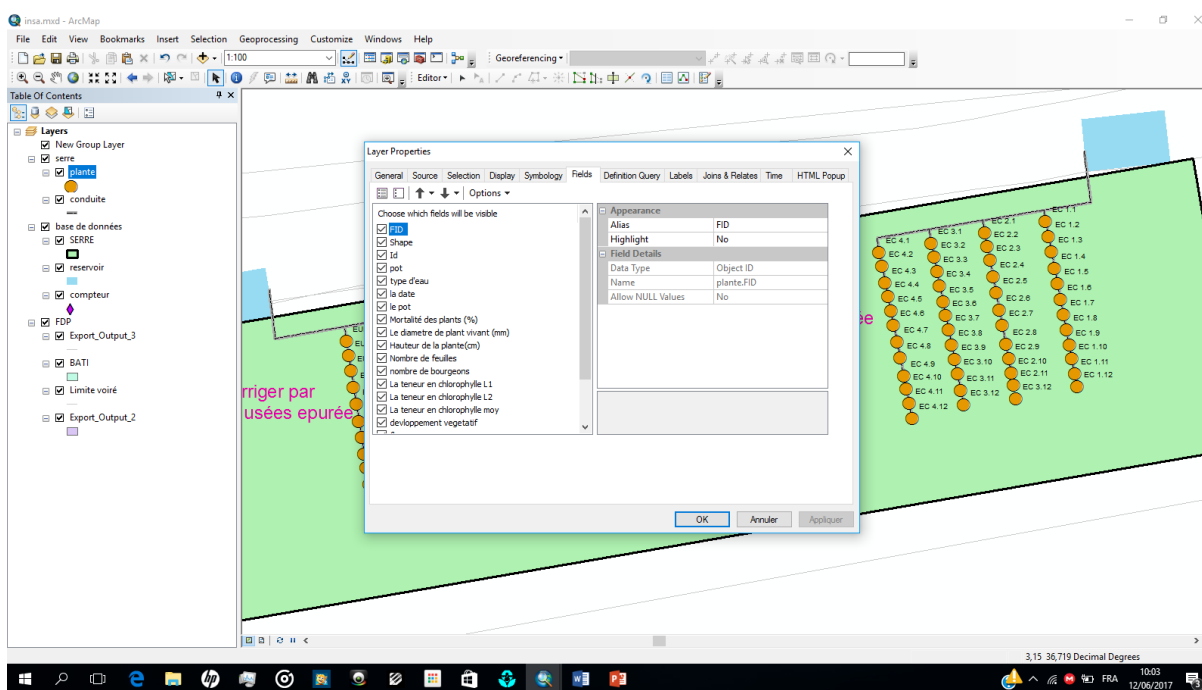 insa.mxd - ArcMap
File Edit View Bookmarks Insert Selection Geoprocessing Customize Windows Help
1:100
Georeferencing
Editor
Table Of Contents
Layers
New Group Layer
serre
plante
conduite
base de données
SERRE
reservoir
compteur
FDP
Export_Output_3
BATI
Limite voiré
Export_Output_2
Layer Properties
General Source Selection Display Symbology Fields Definition Query Labels Joins & Relates Time HTML Popup
Options
Choose which fields will be visible
FID
Shape
Id
pot
type d'eau
la date
le pot
Mortalité des plants (%)
Le diametre de plant vivant (mm)
Hauteur de la plante(cm)
Nombre de feuilles
nombre de bourgeons
La teneur en chlorophylle L1
La teneur en chlorophylle L2
La teneur en chlorophylle moy
devloppement vegetatif
Appearance
Alias FID
Highlight No
Field Details
Data Type Object ID
Name plante.FID
Allow NULL Values No
OK Annuler Appliquer
rriger par
usées epurée
EC 1.1
EC 1.2
EC 1.3
EC 1.4
EC 1.5
EC 1.6
EC 1.7
EC 1.8
EC 1.9
EC 1.10
EC 1.11
EC 1.12
EC 2.1
EC 2.2
EC 2.3
EC 2.4
EC 2.5
EC 2.6
EC 2.7
EC 2.8
EC 2.9
EC 2.10
EC 2.11
EC 3.12
EC 3.1
EC 3.2
EC 3.3
EC 3.4
EC 3.5
EC 3.6
EC 3.7
EC 3.8
EC 3.9
EC 3.10
EC 3.11
EC 3.12
EC 4.1
EC 4.2
EC 4.3
EC 4.4
EC 4.5
EC 4.6
EC 4.7
EC 4.8
EC 4.9
EC 4.10
EC 4.11
EC 4.12
3,15 36,719 Decimal Degrees
FRA
10:03
12/06/2017